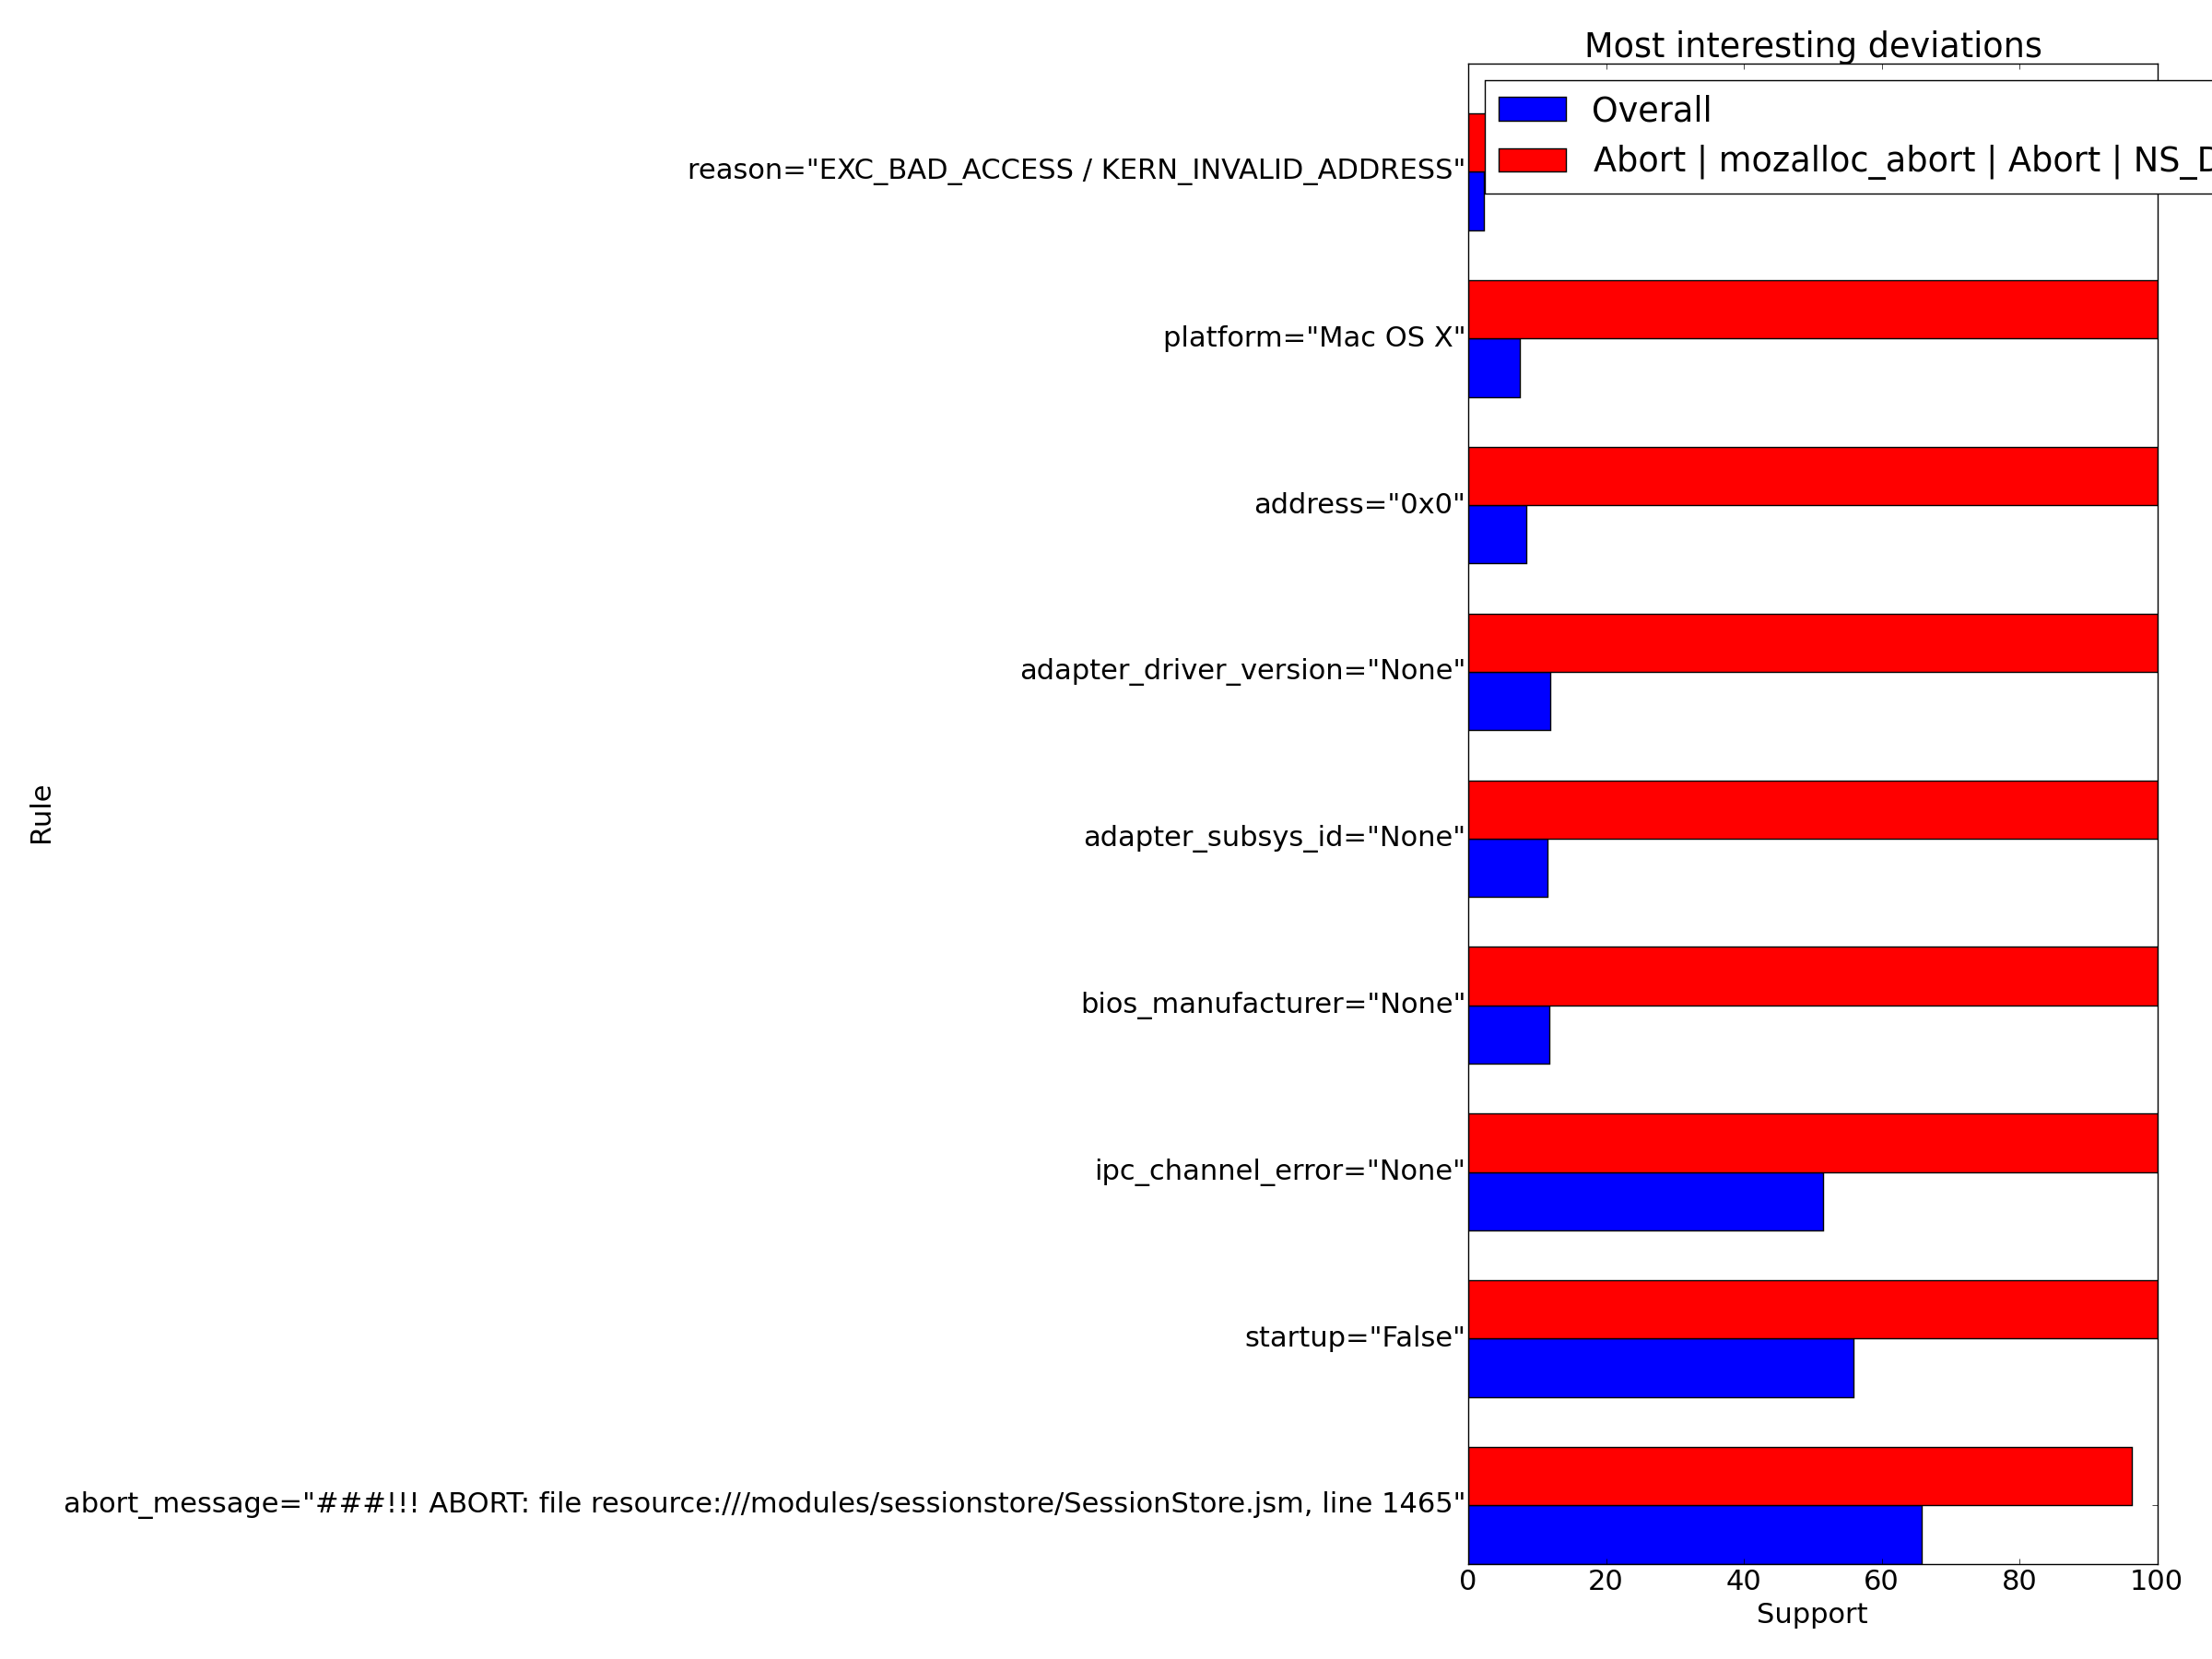 Most interesting deviations
Overall
Abort | mozalloc_abort | Abort | NS_D
reason="EXC_BAD_ACCESS / KERN_INVALID_ADDRESS"
platform="Mac OS X"
address="0x0"
adapter_driver_version="None"
adapter_subsys_id="None"
Rule
bios_manufacturer="None"
ipc_channel_error="None"
startup="False"
abort_message="###!!! ABORT: file resource:///modules/sessionstore/SessionStore.jsm, line 1465"
0 20 40 60 80 100
Support